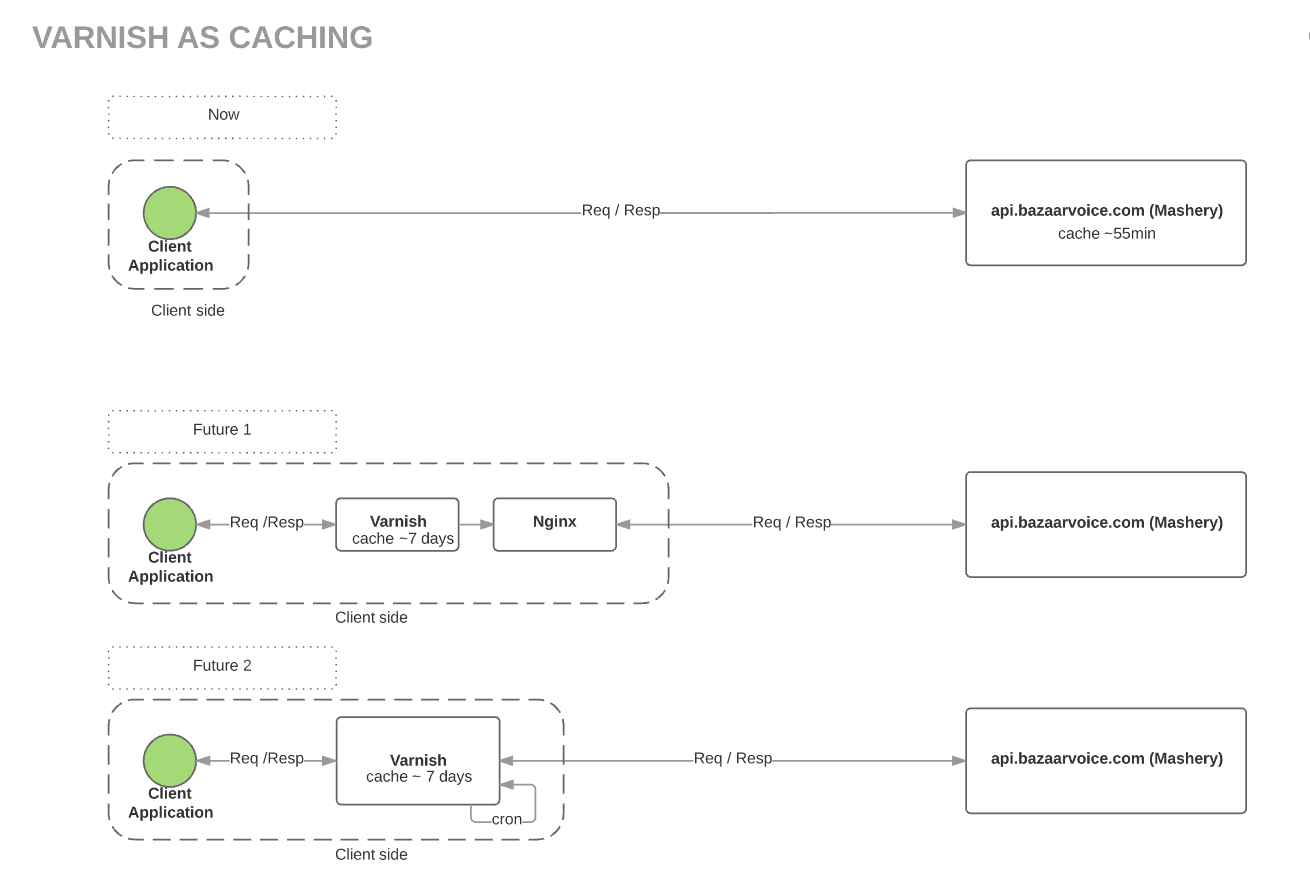 VARNISH AS CACHING
Now
Req / Resp
api.bazaarvoice.com (Mashery)
cache ~55min
Client
Application
Client side
Future 1
Req /Resp
Varnish
cache ~7 days
Nginx
Req / Resp
api.bazaarvoice.com (Mashery)
Client
Application
Client side
Future 2
Req /Resp
Varnish
cache ~ 7 days
Req / Resp
api.bazaarvoice.com (Mashery)
Client
Application
cron
Client side